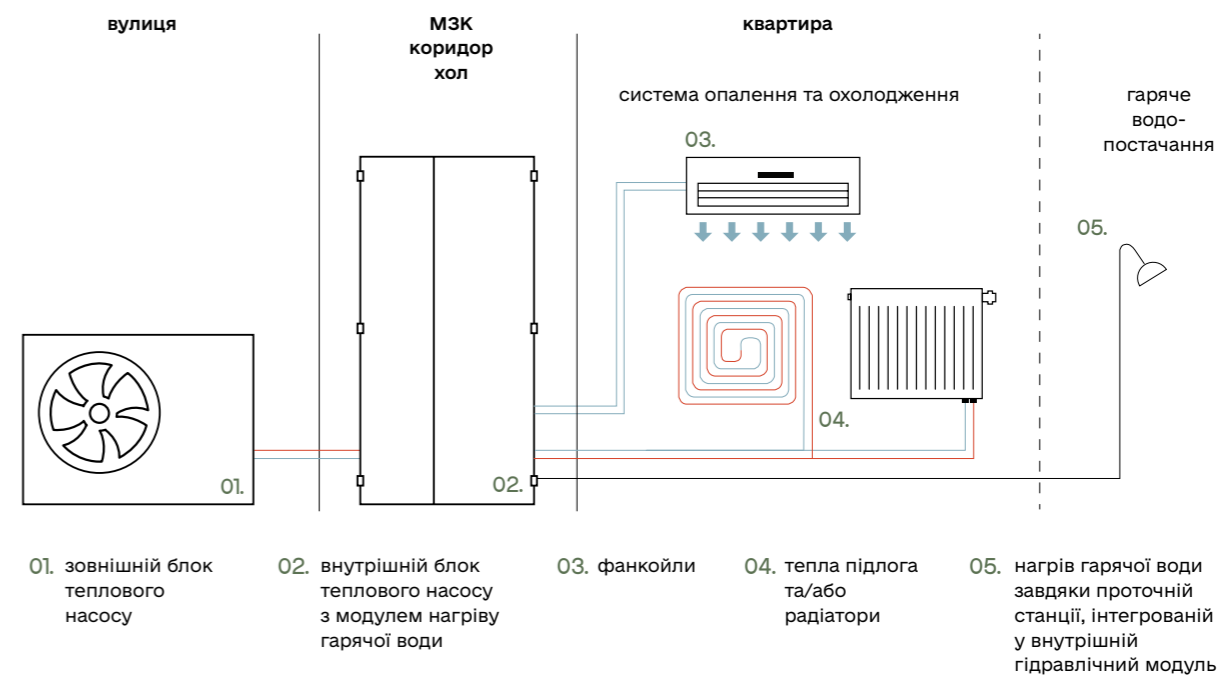 вулиця
МЗК
коридор
хол
квартира
система опалення та охолодження
гаряче
водо-
постачання
03.
05.
04.
01.
02.
01. зовнішній блок
теплового
насосу
02. внутрішній блок
теплового насосу
з модулем нагріву
гарячої води
03. фанкойли
04. тепла підлога
та/або
радіатори
05. нагрів гарячої води
завдяки проточній
станції, інтегрованій
у внутрішній
гідравлічний модуль